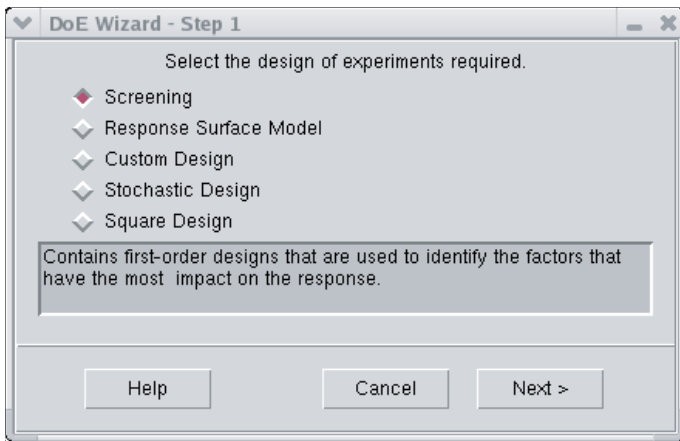 DoE Wizard - Step 1
Select the design of experiments required.
Screening
Response Surface Model
Custom Design
Stochastic Design
Square Design
Contains first-order designs that are used to identify the factors that
have the most impact on the response.
Help
Cancel
Next >